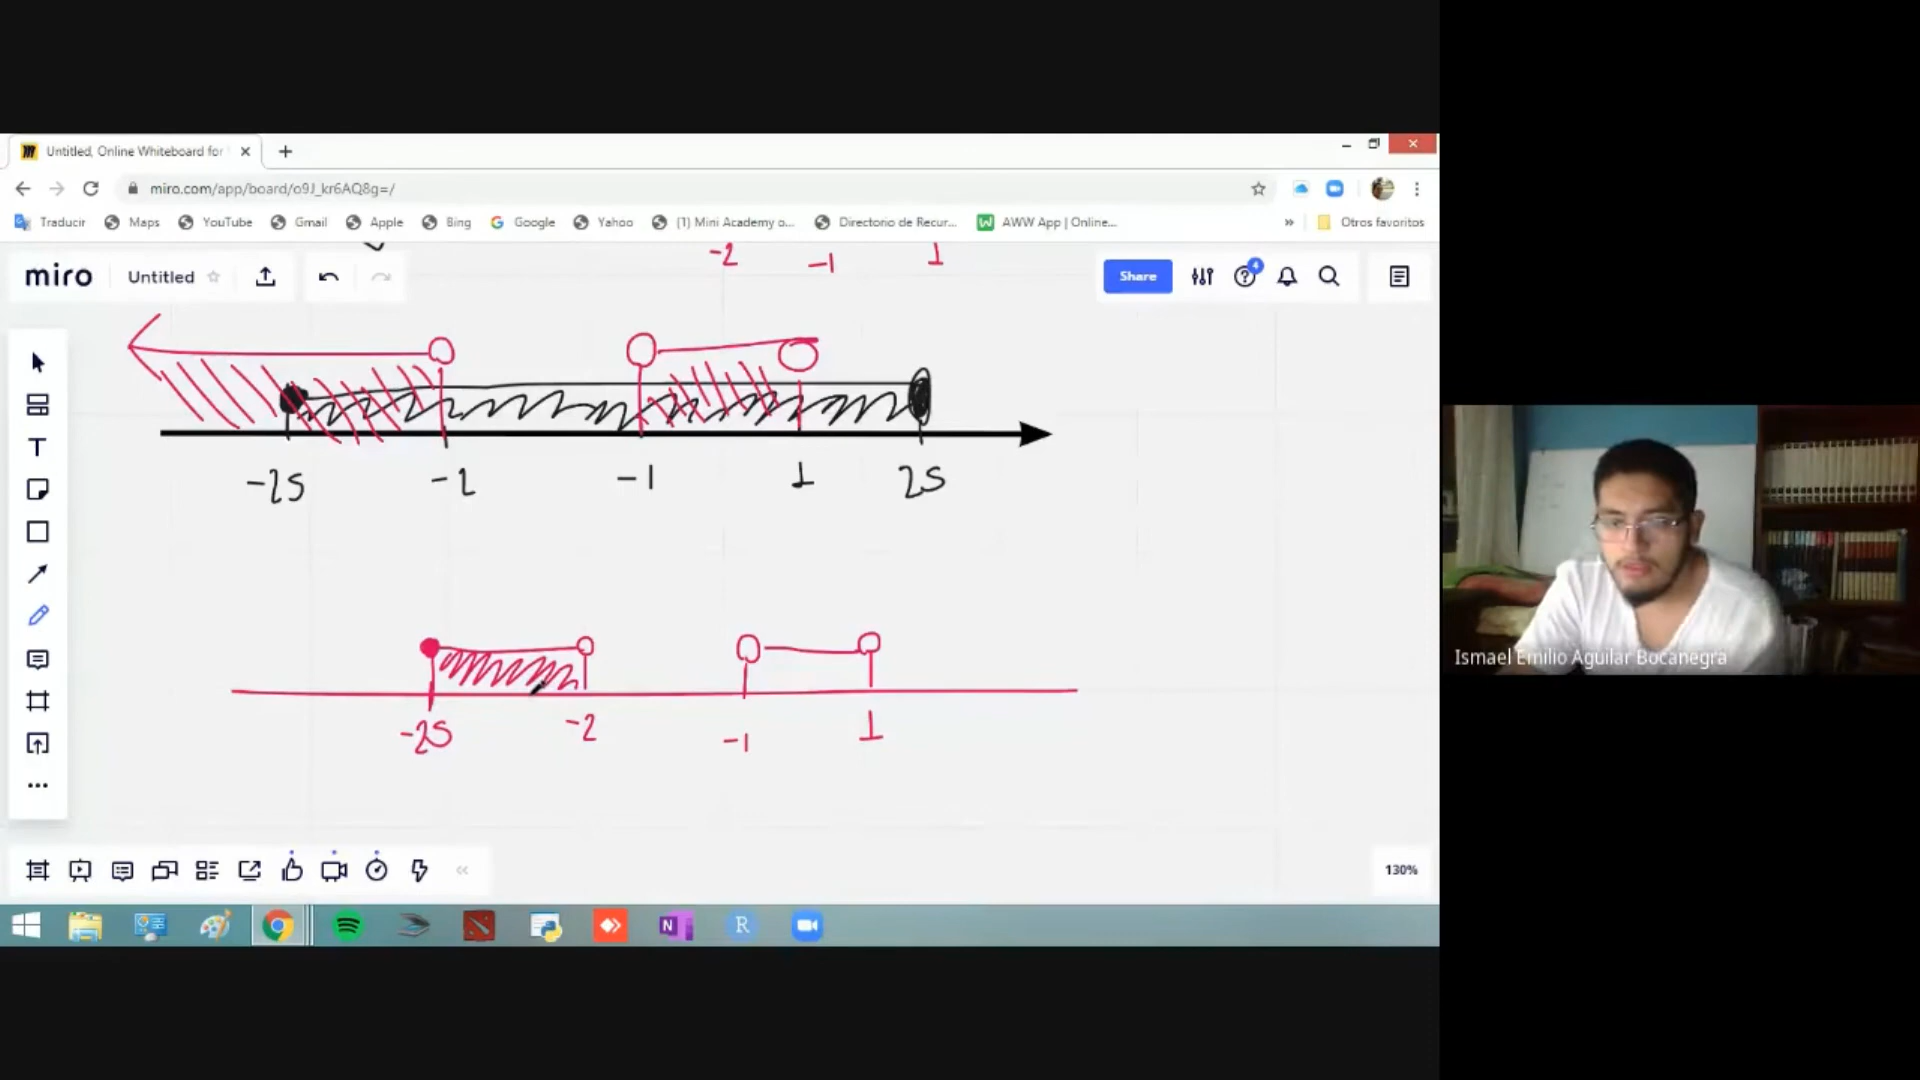 Untitled, Online Whiteboard for
miro.com/app/board/o9J_kr6AQ8g=/
Traducir Maps YouTube Gmail Apple Bing Google Yahoo (1) Mini Academy o... Directorio de Recur... AWW App | Online... » Otros favoritos
-2 -1 1
miro Untitled Share 4
-25 -2 -1 1 25
Ismael Emilio Aguilar Bocanegra
-25 -2 -1 1
130%